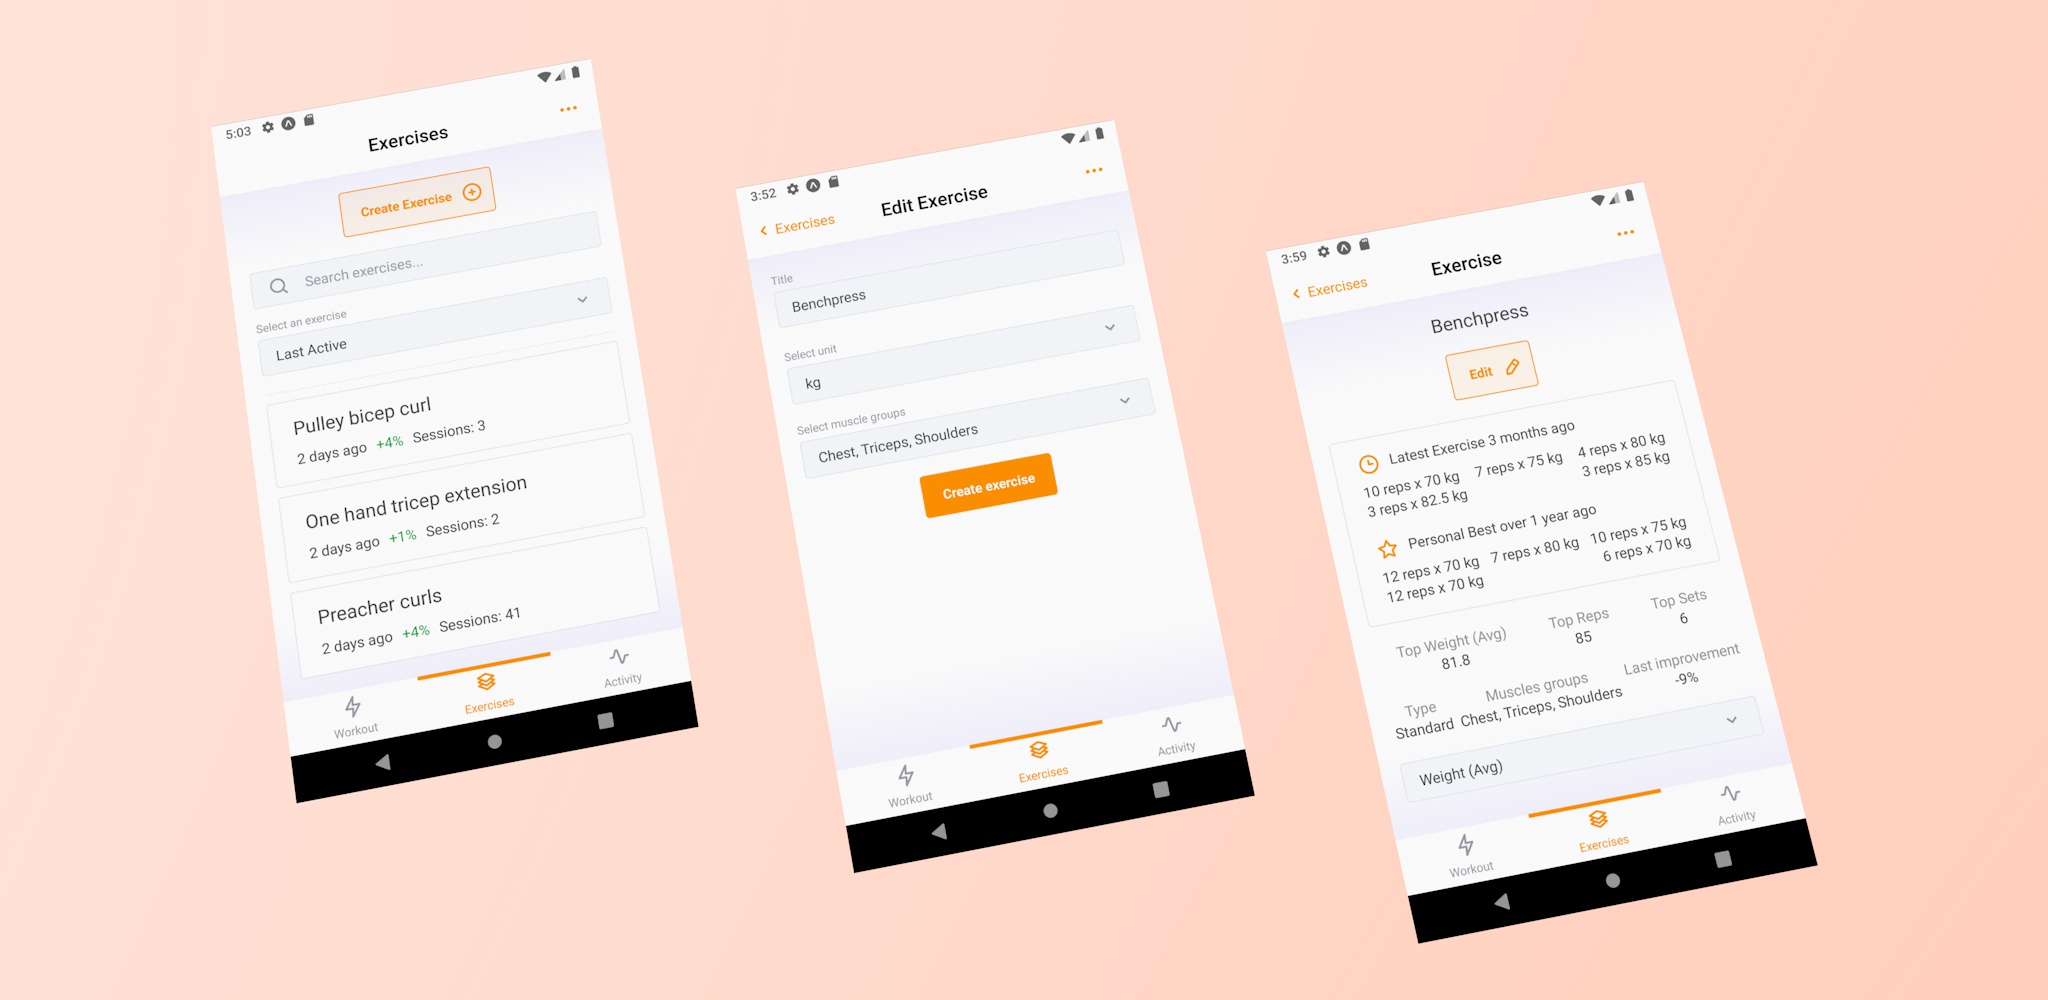 5:03
Exercises
Create Exercise
Search exercises...
Select an exercise
Last Active
Pulley bicep curl
2 days ago +4% Sessions: 3
One hand tricep extension
2 days ago +1% Sessions: 2
Preacher curls
2 days ago +4% Sessions: 41
Workout Exercises Activity
3:52
Exercises Edit Exercise
Title
Benchpress
Select unit
kg
Select muscle groups
Chest, Triceps, Shoulders
Create exercise
Workout Exercises Activity
3:59
Exercises Exercise
Benchpress
Edit
Latest Exercise 3 months ago
10 reps x 70 kg 7 reps x 75 kg 4 reps x 80 kg
3 reps x 82.5 kg 3 reps x 85 kg
Personal Best over 1 year ago
12 reps x 70 kg 7 reps x 80 kg 10 reps x 75 kg
12 reps x 70 kg 6 reps x 70 kg
Top Weight (Avg) Top Reps Top Sets
81.8 85 6
Type Muscles groups Last improvement
Standard Chest, Triceps, Shoulders -9%
Weight (Avg)
Workout Exercises Activity